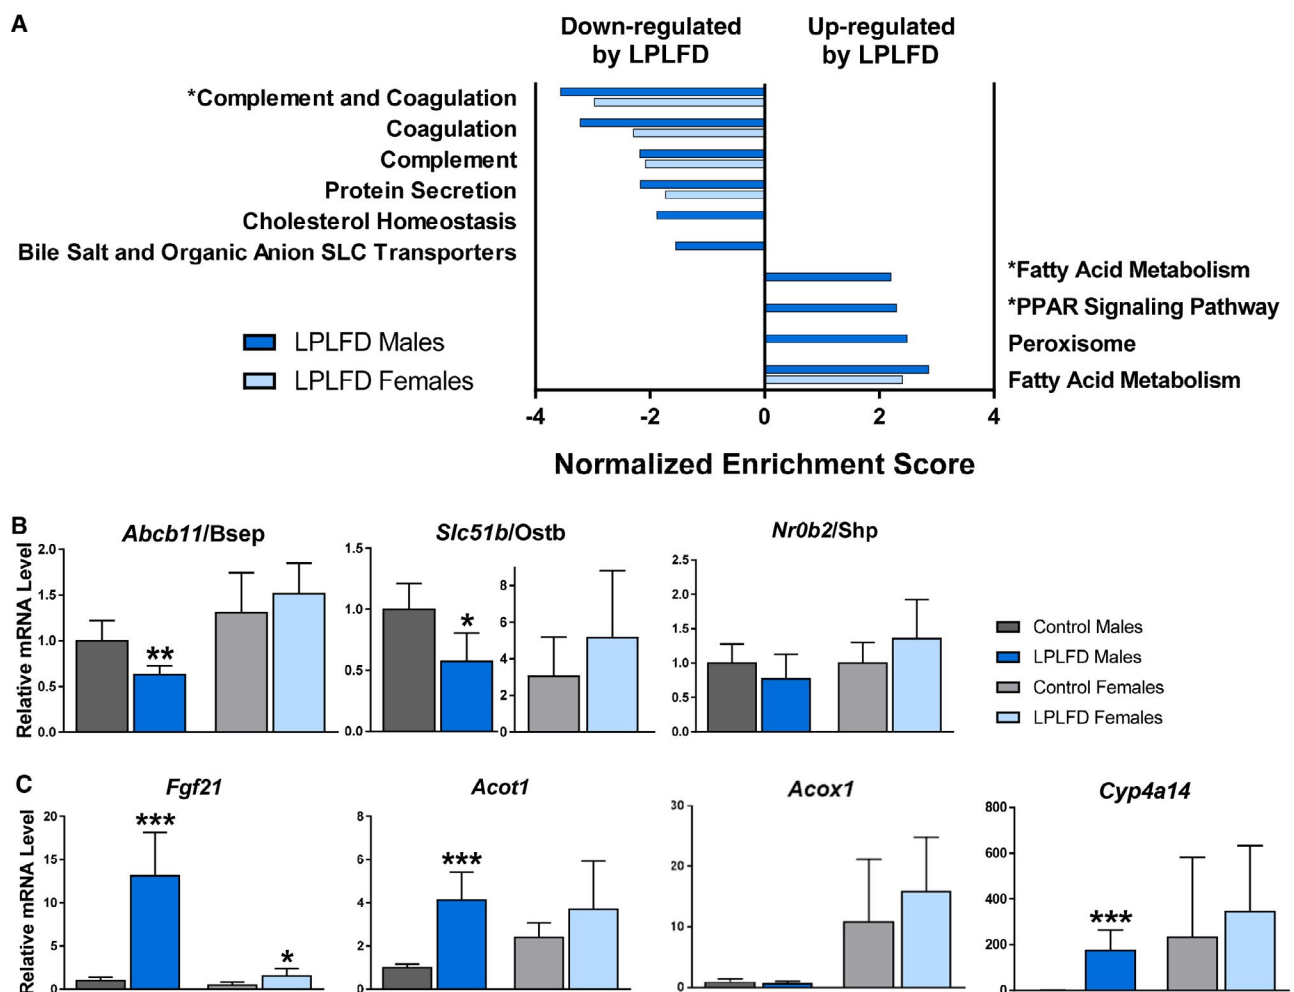 A
Down-regulated by LPLFD
Up-regulated by LPLFD
*Complement and Coagulation
Coagulation
Complement
Protein Secretion
Cholesterol Homeostasis
Bile Salt and Organic Anion SLC Transporters
*Fatty Acid Metabolism
*PPAR Signaling Pathway
Peroxisome
Fatty Acid Metabolism
LPLFD Males
LPLFD Females
-4 -2 0 2 4
Normalized Enrichment Score
B
Abcb11/Bsep
Relative mRNA Level
2.0
1.5
1.0
0.5
0.0
**
Slc51b/Ostb
1.5
1.0
0.5
0.0
*
8
6
4
2
0
Nr0b2/Shp
2.5
2.0
1.5
1.0
0.5
0.0
Control Males
LPLFD Males
Control Females
LPLFD Females
C
Fgf21
Relative mRNA Level
20
15
10
5
0
***
*
Acot1
8
6
4
2
0
***
Acox1
30
20
10
0
Cyp4a14
800
600
400
200
0
***